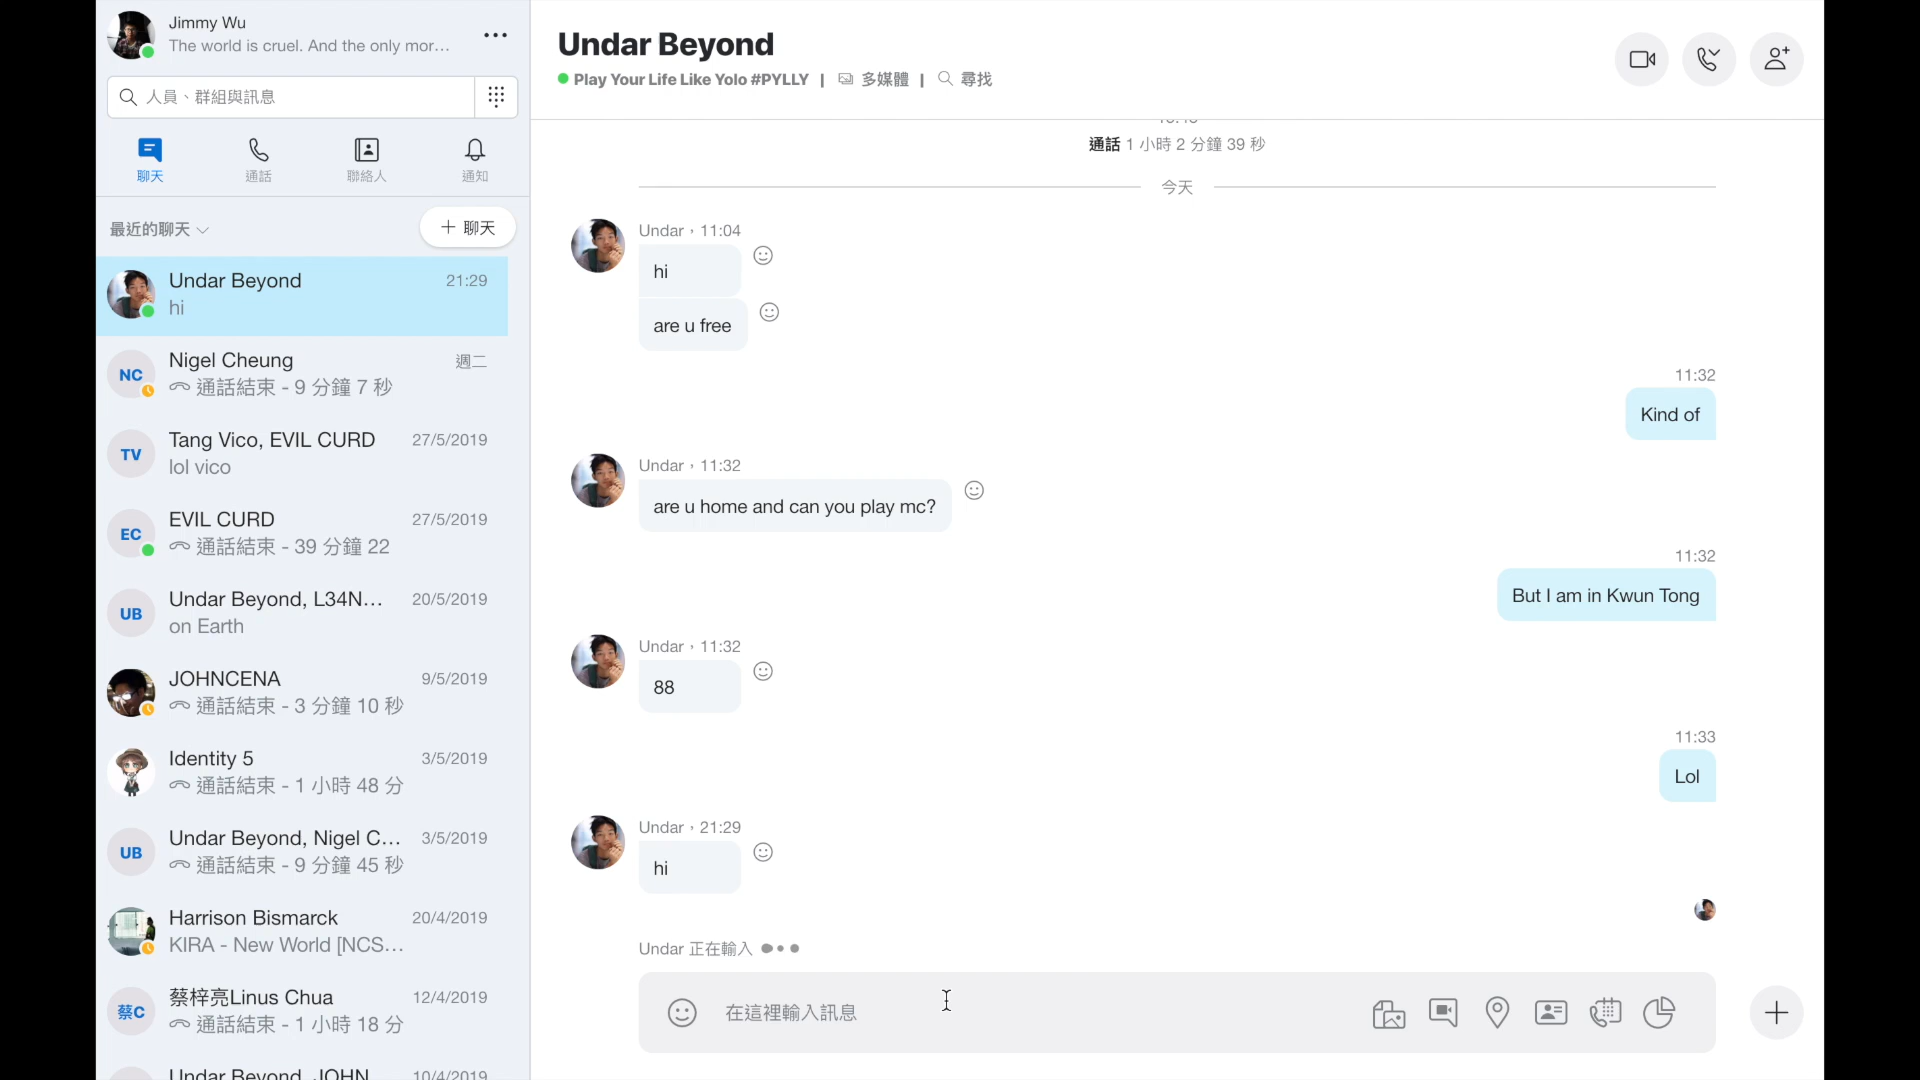 Jimmy Wu
The world is cruel. And the only mor...
人員、群組與訊息
聊天
通話
聯絡人
通知
最近的聊天
聊天
Undar Beyond
21:29
hi
NC
Nigel Cheung
週二
通話結束 - 9 分鐘 7 秒
TV
Tang Vico, EVIL CURD
27/5/2019
lol vico
EC
EVIL CURD
27/5/2019
通話結束 - 39 分鐘 22
UB
Undar Beyond, L34N...
20/5/2019
on Earth
JOHNCENA
9/5/2019
通話結束 - 3 分鐘 10 秒
Identity 5
3/5/2019
通話結束 - 1 小時 48 分
UB
Undar Beyond, Nigel C...
3/5/2019
通話結束 - 9 分鐘 45 秒
Harrison Bismarck
20/4/2019
KIRA - New World [NCS...
蔡C
蔡梓亮Linus Chua
12/4/2019
通話結束 - 1 小時 18 分
Undar Beyond, JOHN
10/4/2019
Undar Beyond
Play Your Life Like Yolo #PYLLY | 多媒體 | 尋找
通話 1 小時 2 分鐘 39 秒
今天
Undar，11:04
hi
are u free
11:32
Kind of
Undar，11:32
are u home and can you play mc?
11:32
But I am in Kwun Tong
Undar，11:32
88
11:33
Lol
Undar，21:29
hi
Undar 正在輸入
在這裡輸入訊息